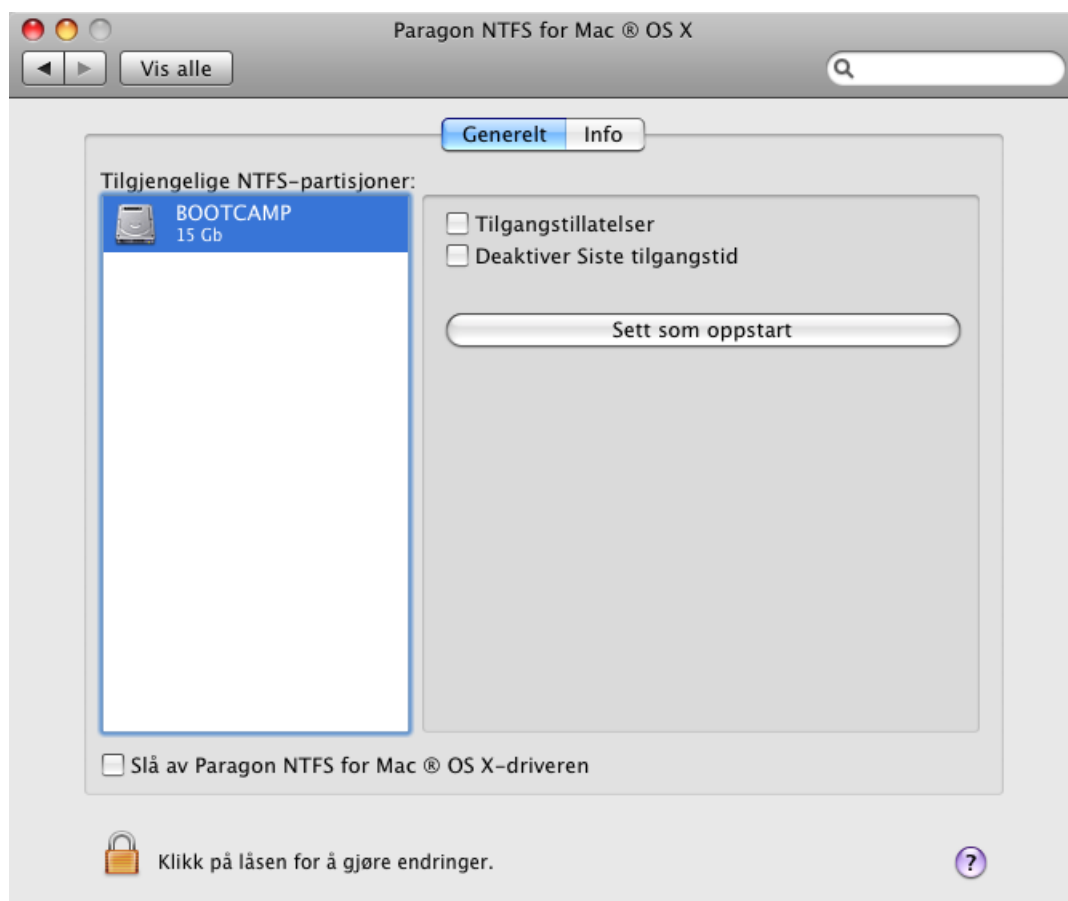 Paragon NTFS for Mac ® OS X
Vis alle
Generelt Info
Tilgjengelige NTFS-partisjoner:
BOOTCAMP
15 Gb
Tilgangstillatelser
Deaktiver Siste tilgangstid
Sett som oppstart
Slå av Paragon NTFS for Mac ® OS X-driveren
Klikk på låsen for å gjøre endringer.
?